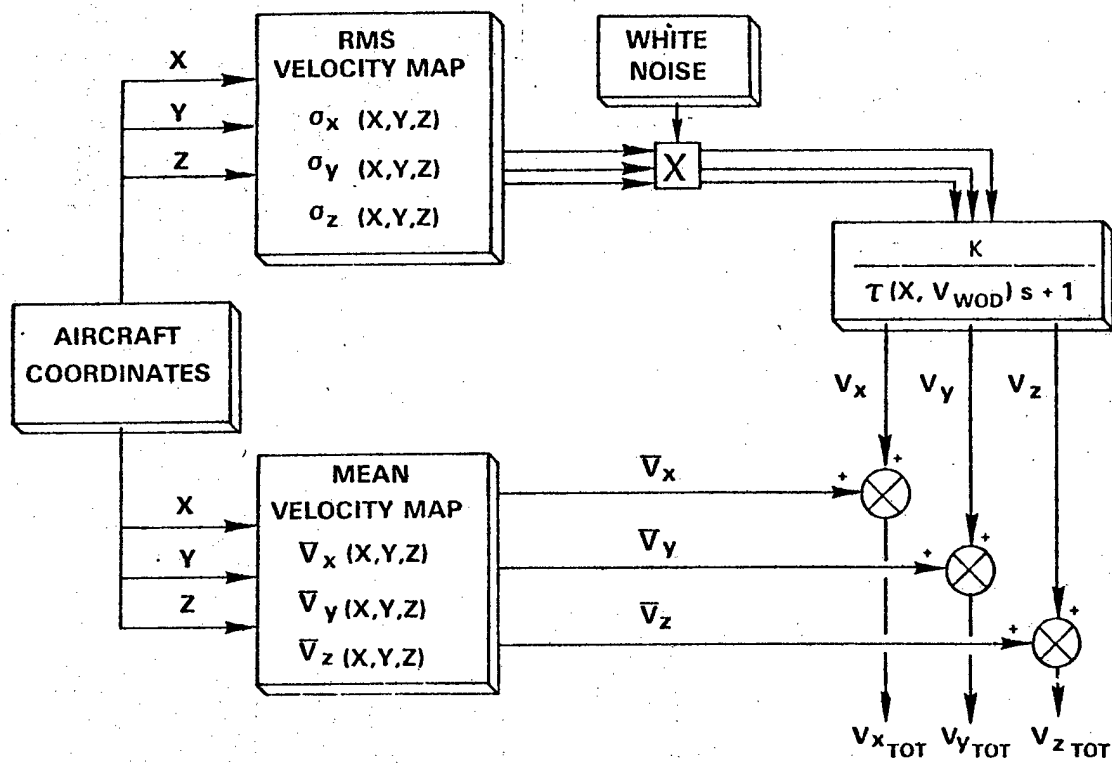 RMS
VELOCITY MAP
σx (X,Y,Z)
σy (X,Y,Z)
σz (X,Y,Z)
WHITE
NOISE
X
Y
Z
X
K
τ(X, VWOD) s + 1
AIRCRAFT
COORDINATES
Vx
Vy
Vz
MEAN
VELOCITY MAP
V̅x (X,Y,Z)
V̅y (X,Y,Z)
V̅z (X,Y,Z)
X
Y
Z
V̅x
V̅y
V̅z
+
+
+
+
+
+
VxTOT
VyTOT
VzTOT